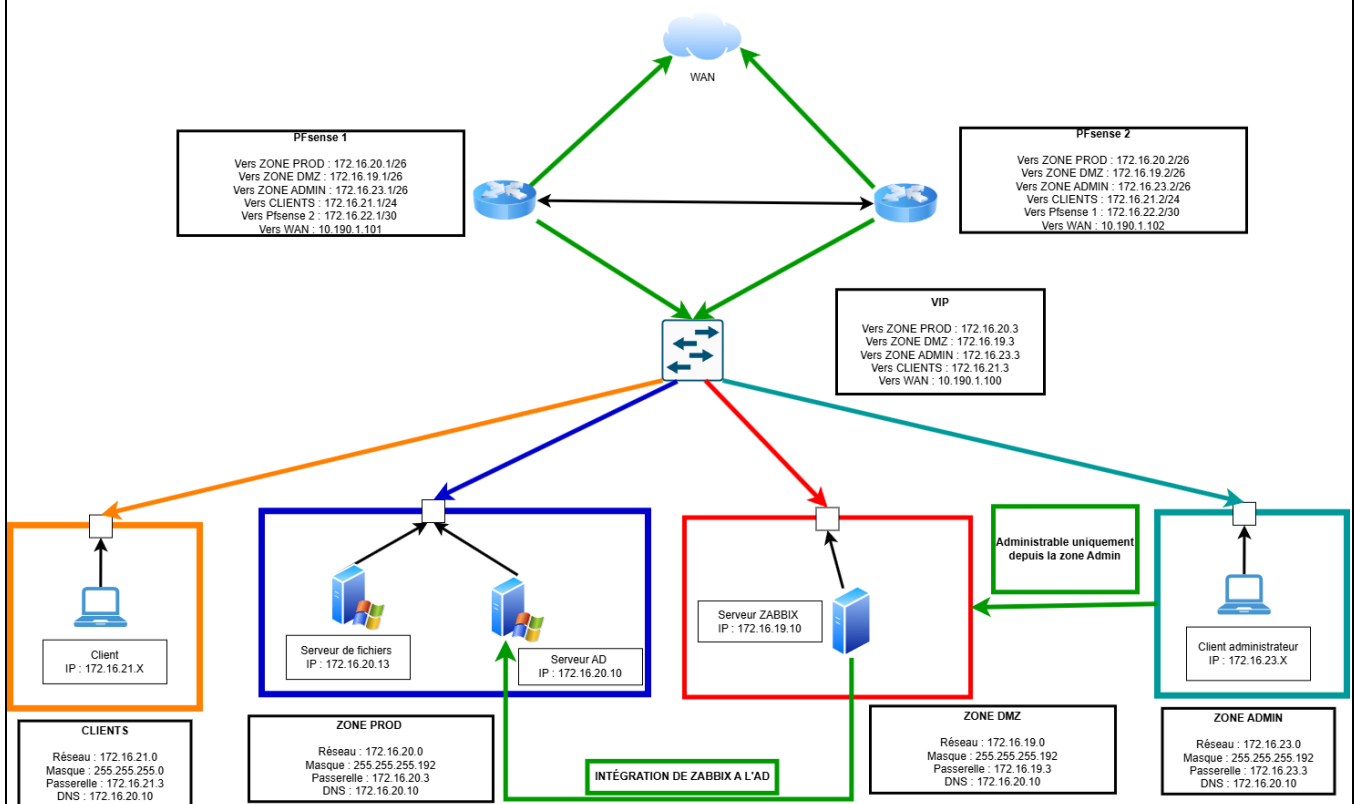 WAN
PFsense 1
Vers ZONE PROD : 172.16.20.1/26
Vers ZONE DMZ : 172.16.19.1/26
Vers ZONE ADMIN : 172.16.23.1/26
Vers CLIENTS : 172.16.21.1/24
Vers Pfsense 2 : 172.16.22.1/30
Vers WAN : 10.190.1.101
PFsense 2
Vers ZONE PROD : 172.16.20.2/26
Vers ZONE DMZ : 172.16.19.2/26
Vers ZONE ADMIN : 172.16.23.2/26
Vers CLIENTS : 172.16.21.2/24
Vers Pfsense 1 : 172.16.22.2/30
Vers WAN : 10.190.1.102
VIP
Vers ZONE PROD : 172.16.20.3
Vers ZONE DMZ : 172.16.19.3
Vers ZONE ADMIN : 172.16.23.3
Vers CLIENTS : 172.16.21.3
Vers WAN : 10.190.1.100
Client
IP : 172.16.21.X
Serveur de fichiers
IP : 172.16.20.13
Serveur AD
IP : 172.16.20.10
Serveur ZABBIX
IP : 172.16.19.10
Administrable uniquement
depuis la zone Admin
Client administrateur
IP : 172.16.23.X
CLIENTS
Réseau : 172.16.21.0
Masque : 255.255.255.0
Passerelle : 172.16.21.3
DNS : 172.16.20.10
ZONE PROD
Réseau : 172.16.20.0
Masque : 255.255.255.192
Passerelle : 172.16.20.3
DNS : 172.16.20.10
INTÉGRATION DE ZABBIX A L'AD
ZONE DMZ
Réseau : 172.16.19.0
Masque : 255.255.255.192
Passerelle : 172.16.19.3
DNS : 172.16.20.10
ZONE ADMIN
Réseau : 172.16.23.0
Masque : 255.255.255.192
Passerelle : 172.16.23.3
DNS : 172.16.20.10